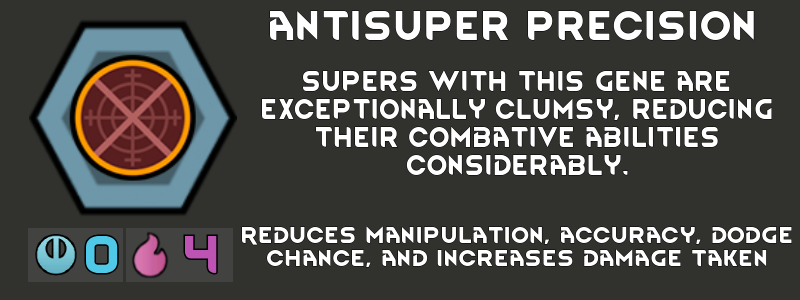 ANTISUPER PRECISION
SUPERS WITH THIS GENE ARE
EXCEPTIONALLY CLUMSY, REDUCING
THEIR COMBATIVE ABILITIES
CONSIDERABLY.
REDUCES MANIPULATION, ACCURACY, DODGE
CHANCE, AND INCREASES DAMAGE TAKEN
0 4